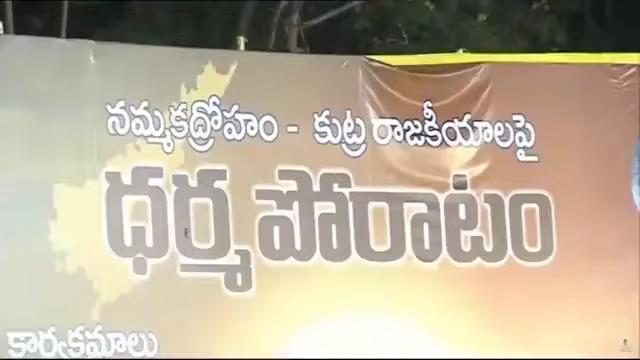 నమ్మకద్రోహం - కుట్ర రాజకీయాలపై
ధర్మ పోరాటం
కార్యక్రమాలు